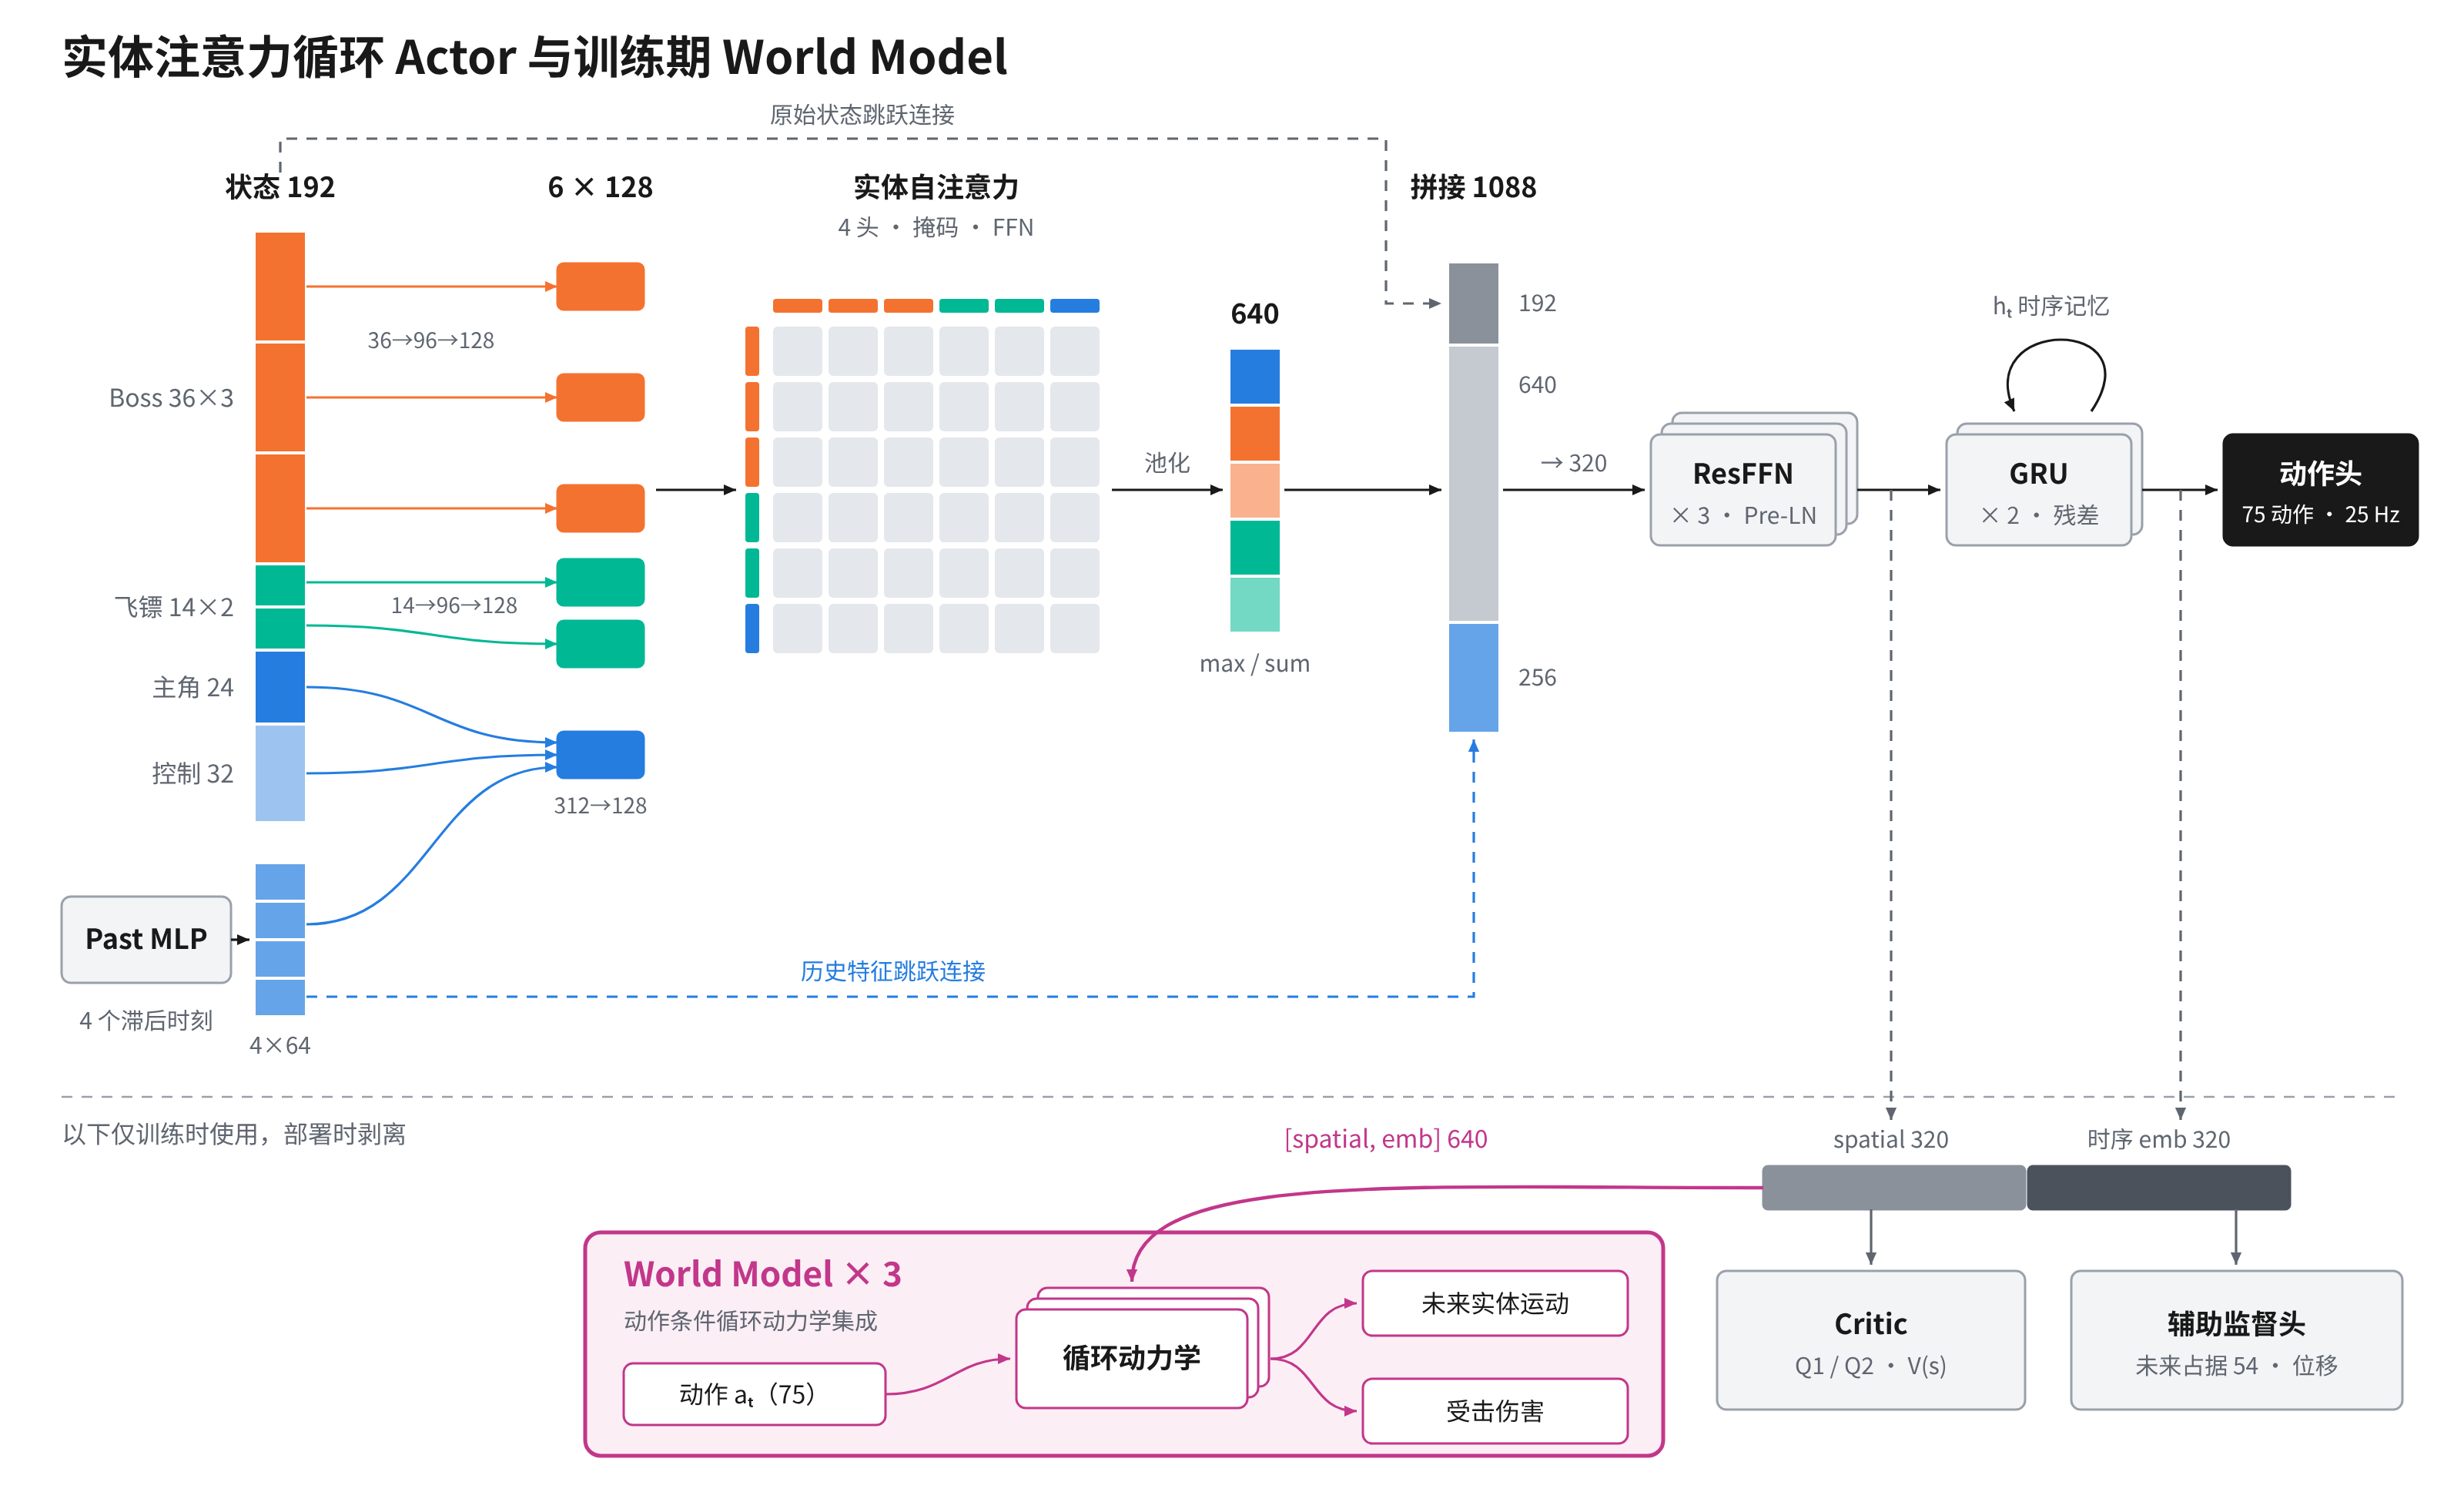 实体注意力循环 Actor 与训练期 World Model
原始状态跳跃连接
状态 192
6 × 128
实体自注意力
4 头 · 掩码 · FFN
拼接 1088
Boss 36×3
飞镖 14×2
主角 24
控制 32
36→96→128
14→96→128
312→128
池化
640
max / sum
192
640
256
→ 320
ResFFN
× 3 · Pre-LN
hₜ 时序记忆
GRU
× 2 · 残差
动作头
75 动作 · 25 Hz
Past MLP
4 个滞后时刻
4×64
历史特征跳跃连接
以下仅训练时使用，部署时剥离
[spatial, emb] 640
spatial 320
时序 emb 320
World Model × 3
动作条件循环动力学集成
动作 aₜ（75）
循环动力学
未来实体运动
受击伤害
Critic
Q1 / Q2 · V(s)
辅助监督头
未来占据 54 · 位移